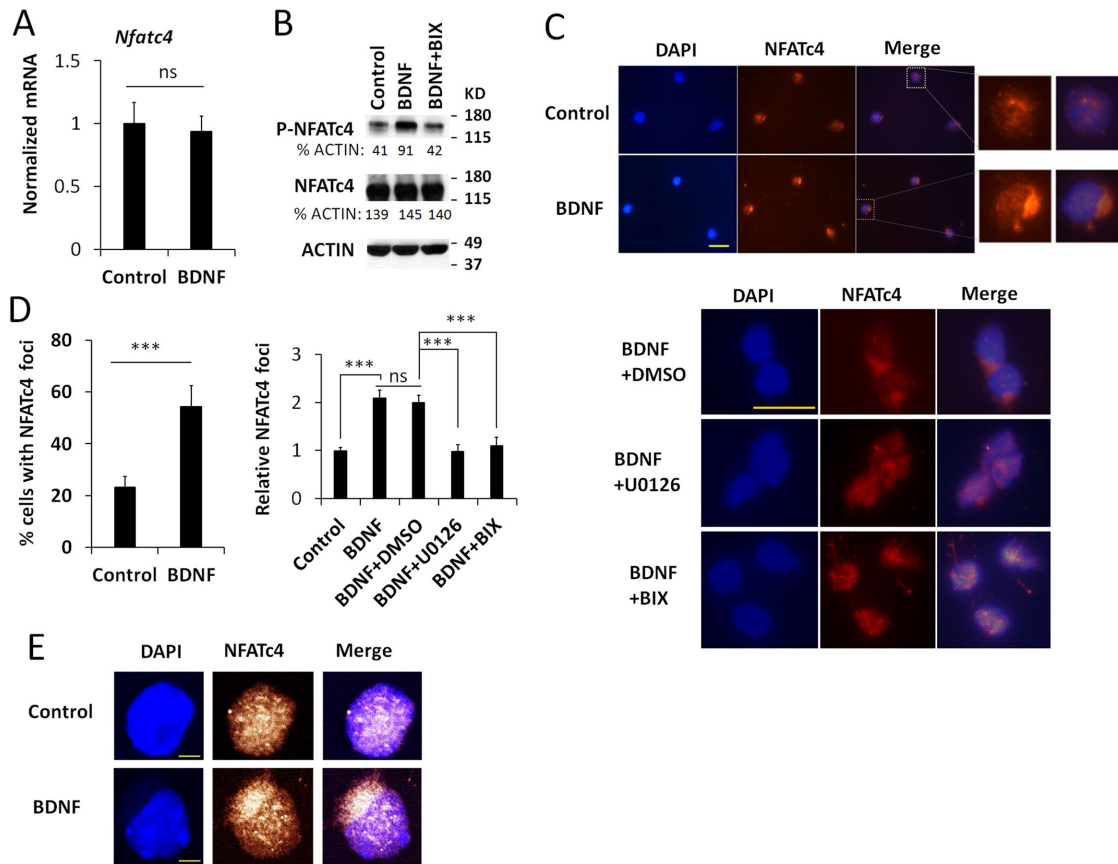 A
Nfatc4
Normalized mRNA
1.5
1
0.5
0
ns
Control BDNF
B
Control
BDNF
BDNF+BIX
KD
P-NFATc4
180
115
% ACTIN: 41 91 42
NFATc4
180
115
% ACTIN: 139 145 140
ACTIN
49
37
C
DAPI NFATc4 Merge
Control
BDNF
DAPI NFATc4 Merge
BDNF
+DMSO
BDNF
+U0126
BDNF
+BIX
D
% cells with NFATc4 foci
80
60
40
20
0
***
Control BDNF
Relative NFATc4 foci
3
2
1
0
***
ns
***
***
Control
BDNF
BDNF+DMSO
BDNF+U0126
BDNF+BIX
E
DAPI NFATc4 Merge
Control
BDNF